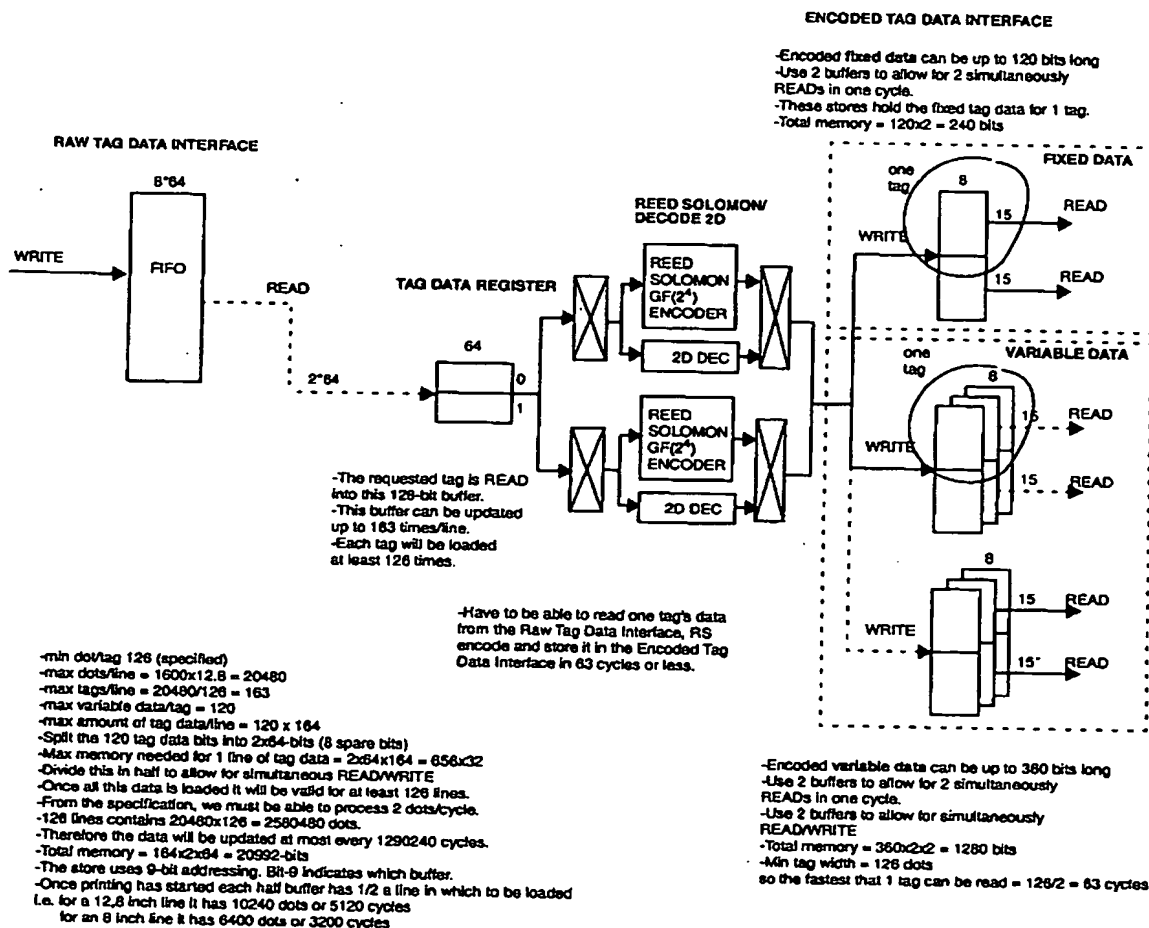 ENCODED TAG DATA INTERFACE
-Encoded fixed data can be up to 120 bits long
-Use 2 buffers to allow for 2 simultaneously
READs in one cycle.
-These stores hold the fixed tag data for 1 tag.
-Total memory = 120x2 = 240 bits
RAW TAG DATA INTERFACE
8*64
WRITE
FIFO
READ
2*64
TAG DATA REGISTER
64
0
1
REED SOLOMON/
DECODE 2D
REED
SOLOMON
GF(2⁴)
ENCODER
2D DEC
REED
SOLOMON
GF(2⁴)
ENCODER
2D DEC
FIXED DATA
one
tag
8
15
READ
WRITE
15
READ
VARIABLE DATA
one
tag
8
15
READ
WRITE
15
READ
8
15
READ
WRITE
15"
READ
-The requested tag is READ
into this 128-bit buffer.
-This buffer can be updated
up to 163 times/line.
-Each tag will be loaded
at least 126 times.
-Have to be able to read one tag's data
from the Raw Tag Data Interface, RS
encode and store it in the Encoded Tag
Data Interface in 63 cycles or less.
-min dot/tag 126 (specified)
-max dots/line = 1600x12.8 = 20480
-max tags/line = 20480/126 = 163
-max variable data/tag = 120
-max amount of tag data/line = 120 x 164
-Split the 120 tag data bits into 2x64-bits (8 spare bits)
-Max memory needed for 1 line of tag data = 2x64x164 = 656x32
-Divide this in half to allow for simultaneous READ/WRITE
-Once all this data is loaded it will be valid for at least 126 lines.
-From the specification, we must be able to process 2 dots/cycle.
-126 lines contains 20480x126 = 2580480 dots.
-Therefore the data will be updated at most every 1290240 cycles.
-Total memory = 164x2x64 = 20992-bits
-The store uses 9-bit addressing. Bit-9 indicates which buffer.
-Once printing has started each half buffer has 1/2 a line in which to be loaded
i.e. for a 12,8 inch line it has 10240 dots or 5120 cycles
for an 8 inch line it has 6400 dots or 3200 cycles
-Encoded variable data can be up to 360 bits long
-Use 2 buffers to allow for 2 simultaneously
READs in one cycle.
-Use 2 buffers to allow for simultaneously
READ/WRITE
-Total memory = 360x2x2 = 1280 bits
-Min tag width = 126 dots
so the fastest that 1 tag can be read = 126/2 = 63 cycles